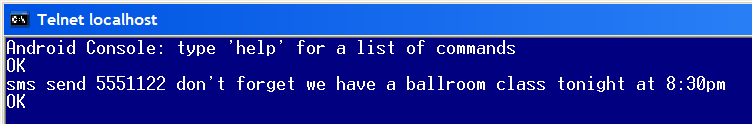 Telnet localhost
Android Console: type 'help' for a list of commands
OK
sms send 5551122 don't forget we have a ballroom class tonight at 8:30pm
OK